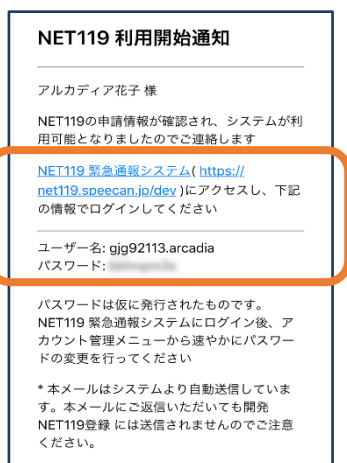 NET119 利用開始通知
アルカディア花子 様
NET119の申請情報が確認され、システムが利
用可能となりましたのでご連絡します
NET119 緊急通報システム( https://
net119.speecan.jp/dev )にアクセスし、下記
の情報でログインしてください
ユーザー名: gjg92113.arcadia
パスワード:
パスワードは仮に発行されたものです。
NET119 緊急通報システムにログイン後、ア
カウント管理メニューから速やかにパスワー
ドの変更を行ってください
* 本メールはシステムより自動送信していま
す。本メールにご返信いただいても開発
NET119登録 には送信されませんのでご注意
ください。